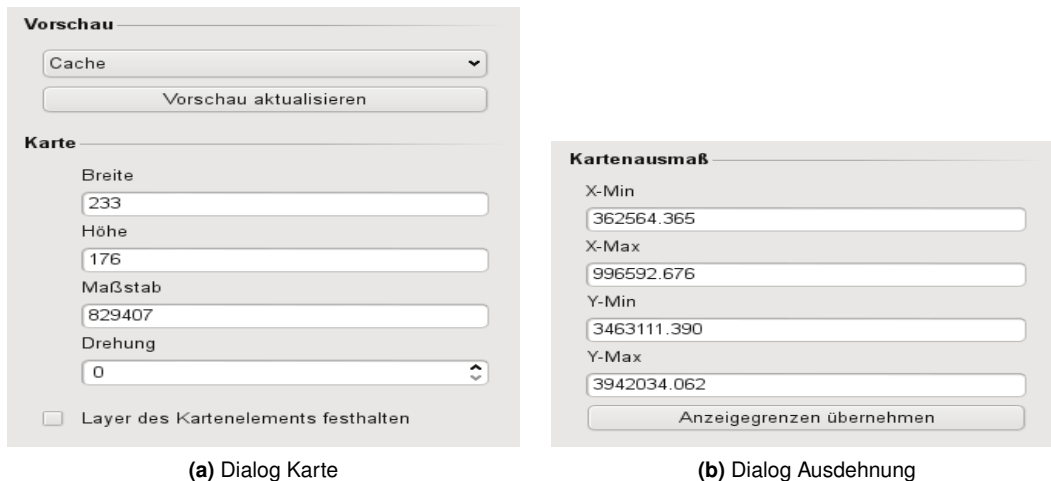 Vorschau
Cache
Vorschau aktualisieren
Karte
Breite
233
Höhe
176
Maßstab
829407
Drehung
0
Layer des Kartenelements festhalten
(a) Dialog Karte
Kartenausmaß
X-Min
362564.365
X-Max
996592.676
Y-Min
3463111.390
Y-Max
3942034.062
Anzeigegrenzen übernehmen
(b) Dialog Ausdehnung